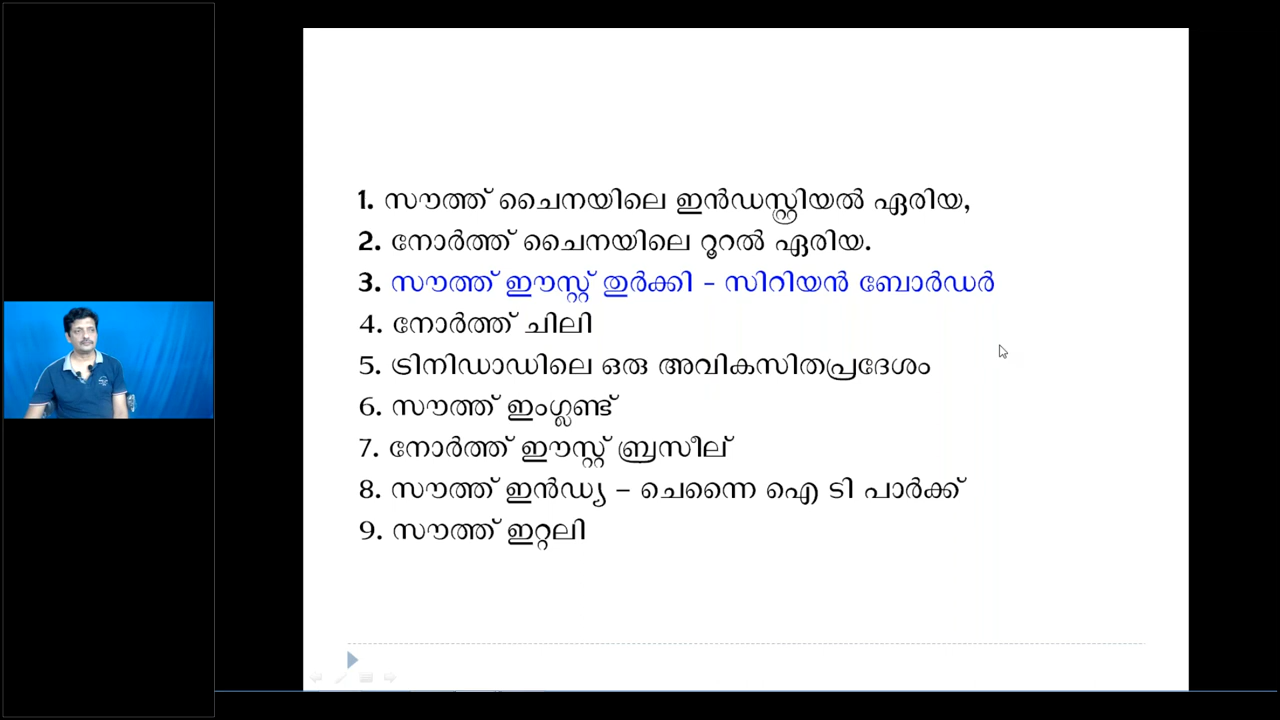 1. സൗത്ത് ചൈനയിലെ ഇൻഡസ്ട്രിയൽ ഏരിയ,
2. നോർത്ത് ചൈനയിലെ റൂറൽ ഏരിയ.
3. സൗത്ത് ഈസ്റ്റ് തുർക്കി - സിറിയൻ ബോർഡർ
4. നോർത്ത് ചിലി
5. ട്രിനിഡാഡിലെ ഒരു അവികസിതപ്രദേശം
6. സൗത്ത് ഇംഗ്ലണ്ട്
7. നോർത്ത് ഈസ്റ്റ് ബ്രസീല്
8. സൗത്ത് ഇൻഡ്യ – ചെന്നൈ ഐ ടി പാർക്ക്
9. സൗത്ത് ഇറ്റലി